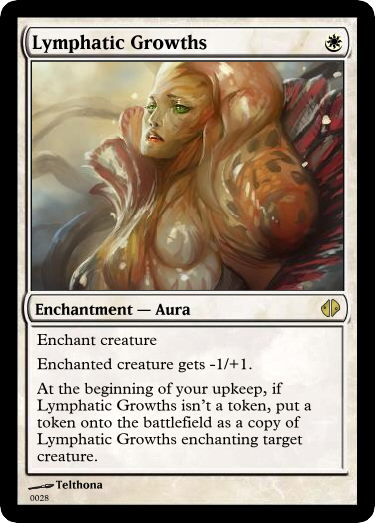 Lymphatic Growths
Enchantment — Aura
Enchant creature
Enchanted creature gets -1/+1.
At the beginning of your upkeep, if
Lymphatic Growths isn't a token, put a
token onto the battlefield as a copy of
Lymphatic Growths enchanting target
creature.
Telthona
0028